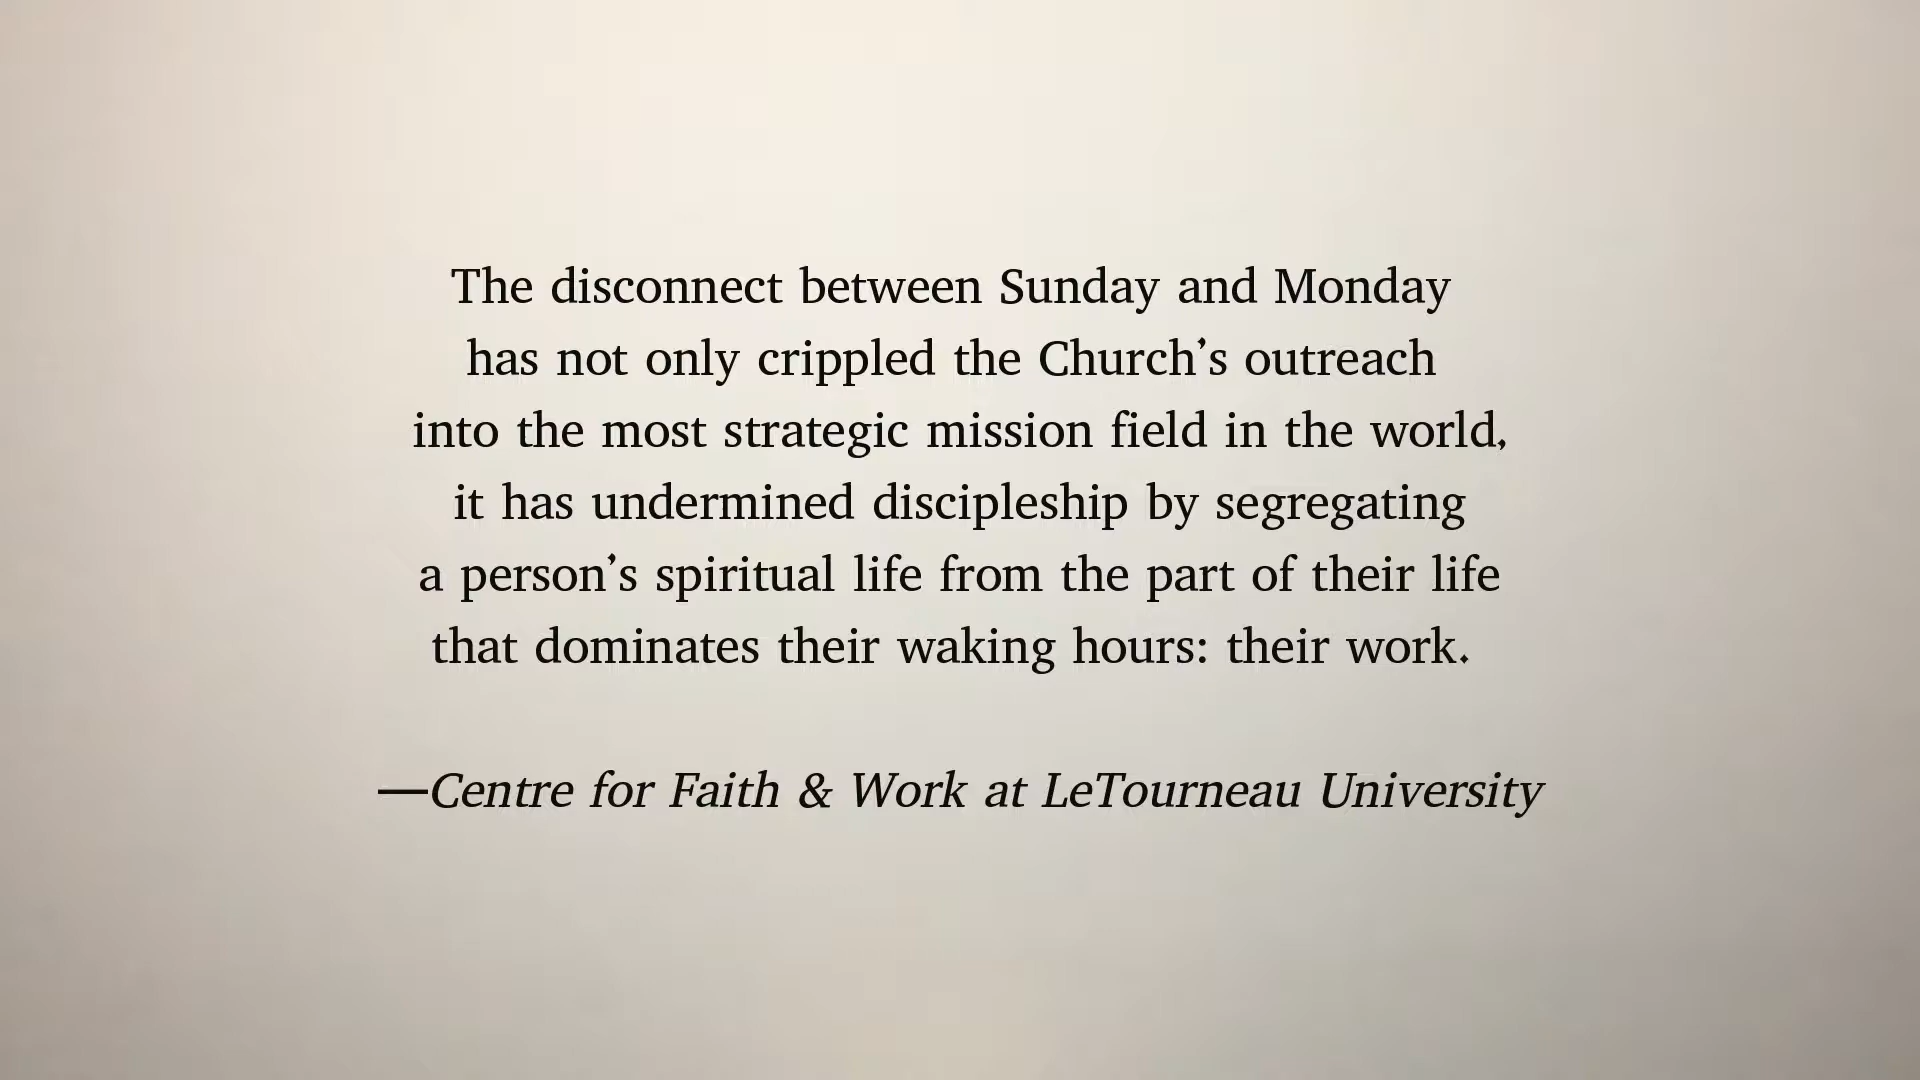 The disconnect between Sunday and Monday
has not only crippled the Church’s outreach
into the most strategic mission field in the world,
it has undermined discipleship by segregating
a person’s spiritual life from the part of their life
that dominates their waking hours: their work.
—Centre for Faith & Work at LeTourneau University